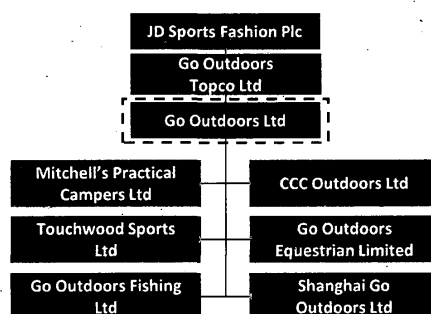 JD Sports Fashion Plc
Go Outdoors
Topco Ltd
Go Outdoors Ltd
Mitchell's Practical
Campers Ltd
CCC Outdoors Ltd
Touchwood Sports
Ltd
Go Outdoors
Equestrian Limited
Go Outdoors Fishing
Ltd
Shanghai Go
Outdoors Ltd